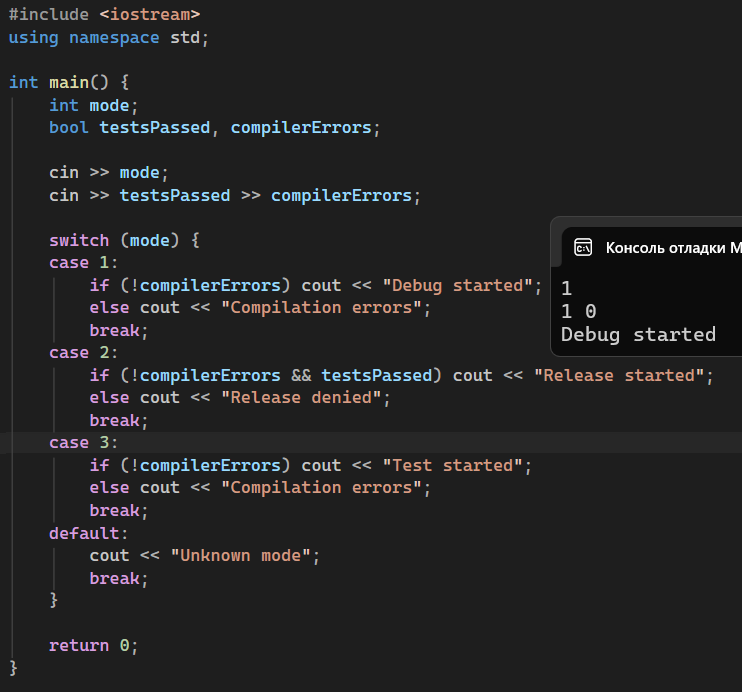 #include <iostream>
using namespace std;
int main() {
int mode;
bool testsPassed, compilerErrors;
cin >> mode;
cin >> testsPassed >> compilerErrors;
switch (mode) {
case 1:
if (!compilerErrors) cout << "Debug started";
else cout << "Compilation errors";
break;
case 2:
if (!compilerErrors && testsPassed) cout << "Release started";
else cout << "Release denied";
break;
case 3:
if (!compilerErrors) cout << "Test started";
else cout << "Compilation errors";
break;
default:
cout << "Unknown mode";
break;
}
return 0;
}
Консоль отладки M
1
1 0
Debug started